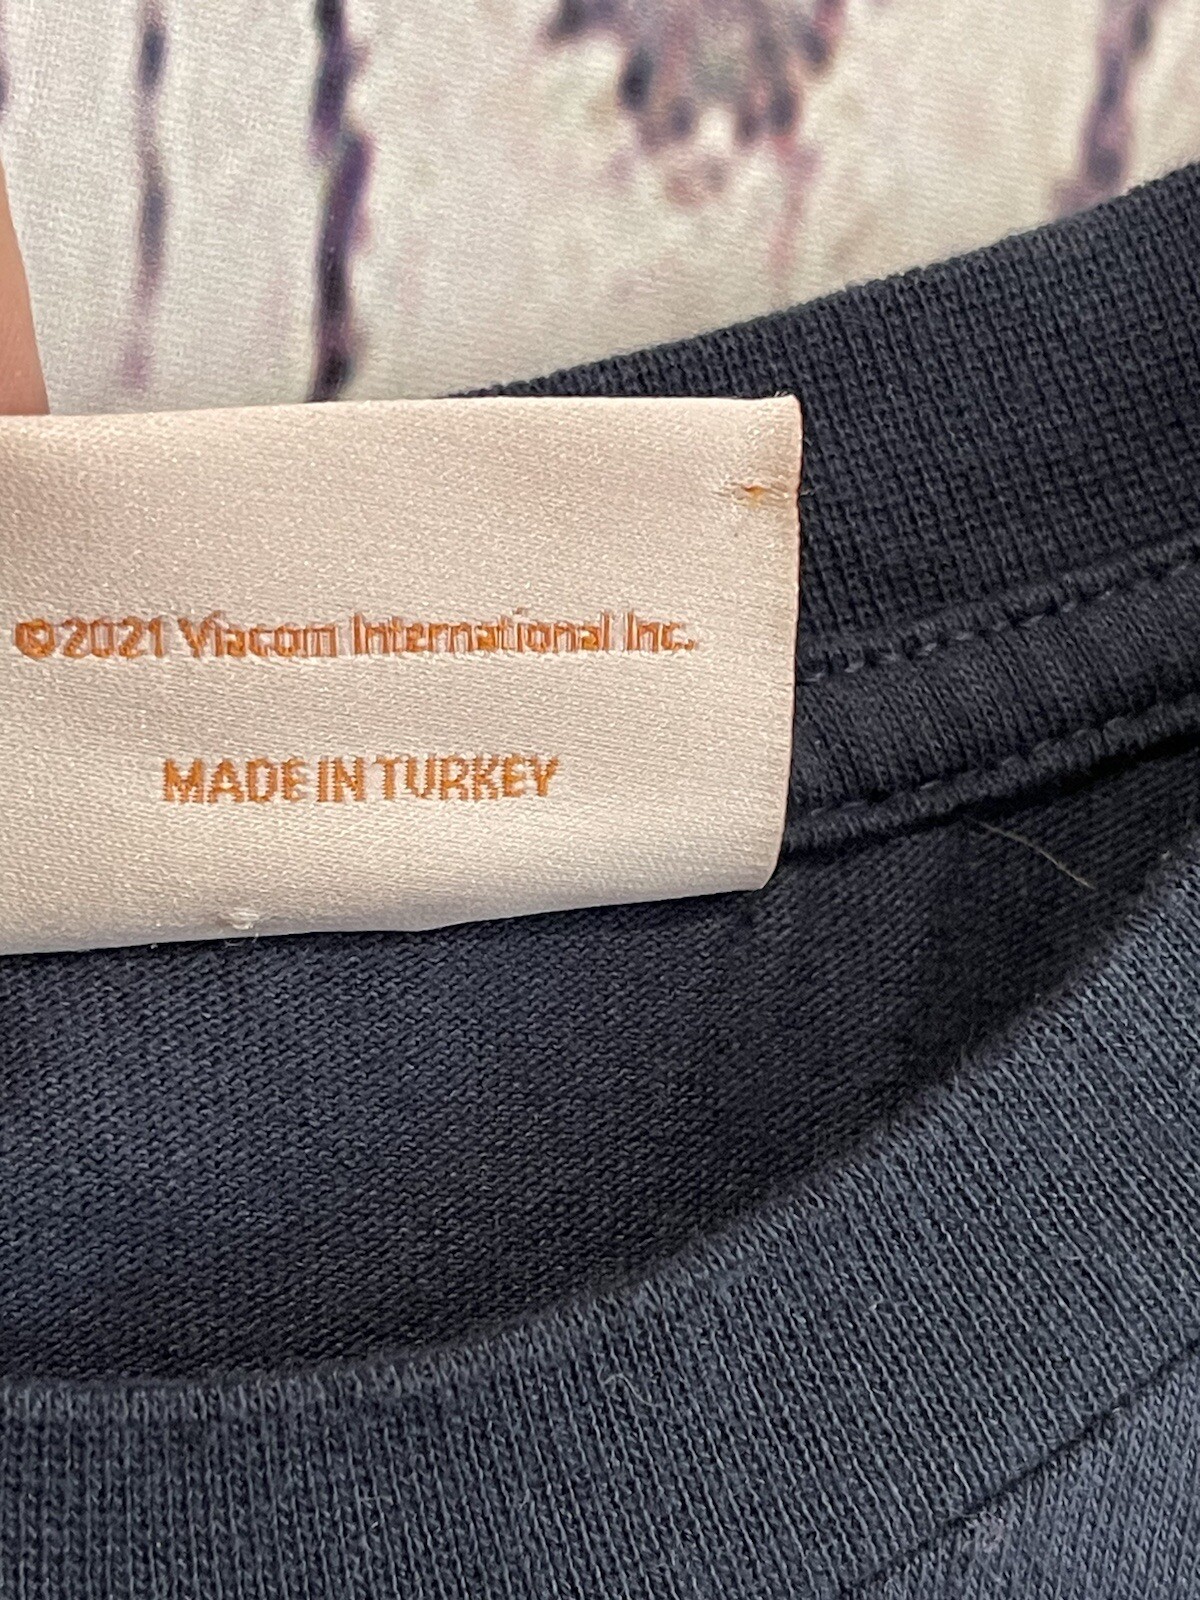 ©2021 Viacom International Inc.
MADE IN TURKEY